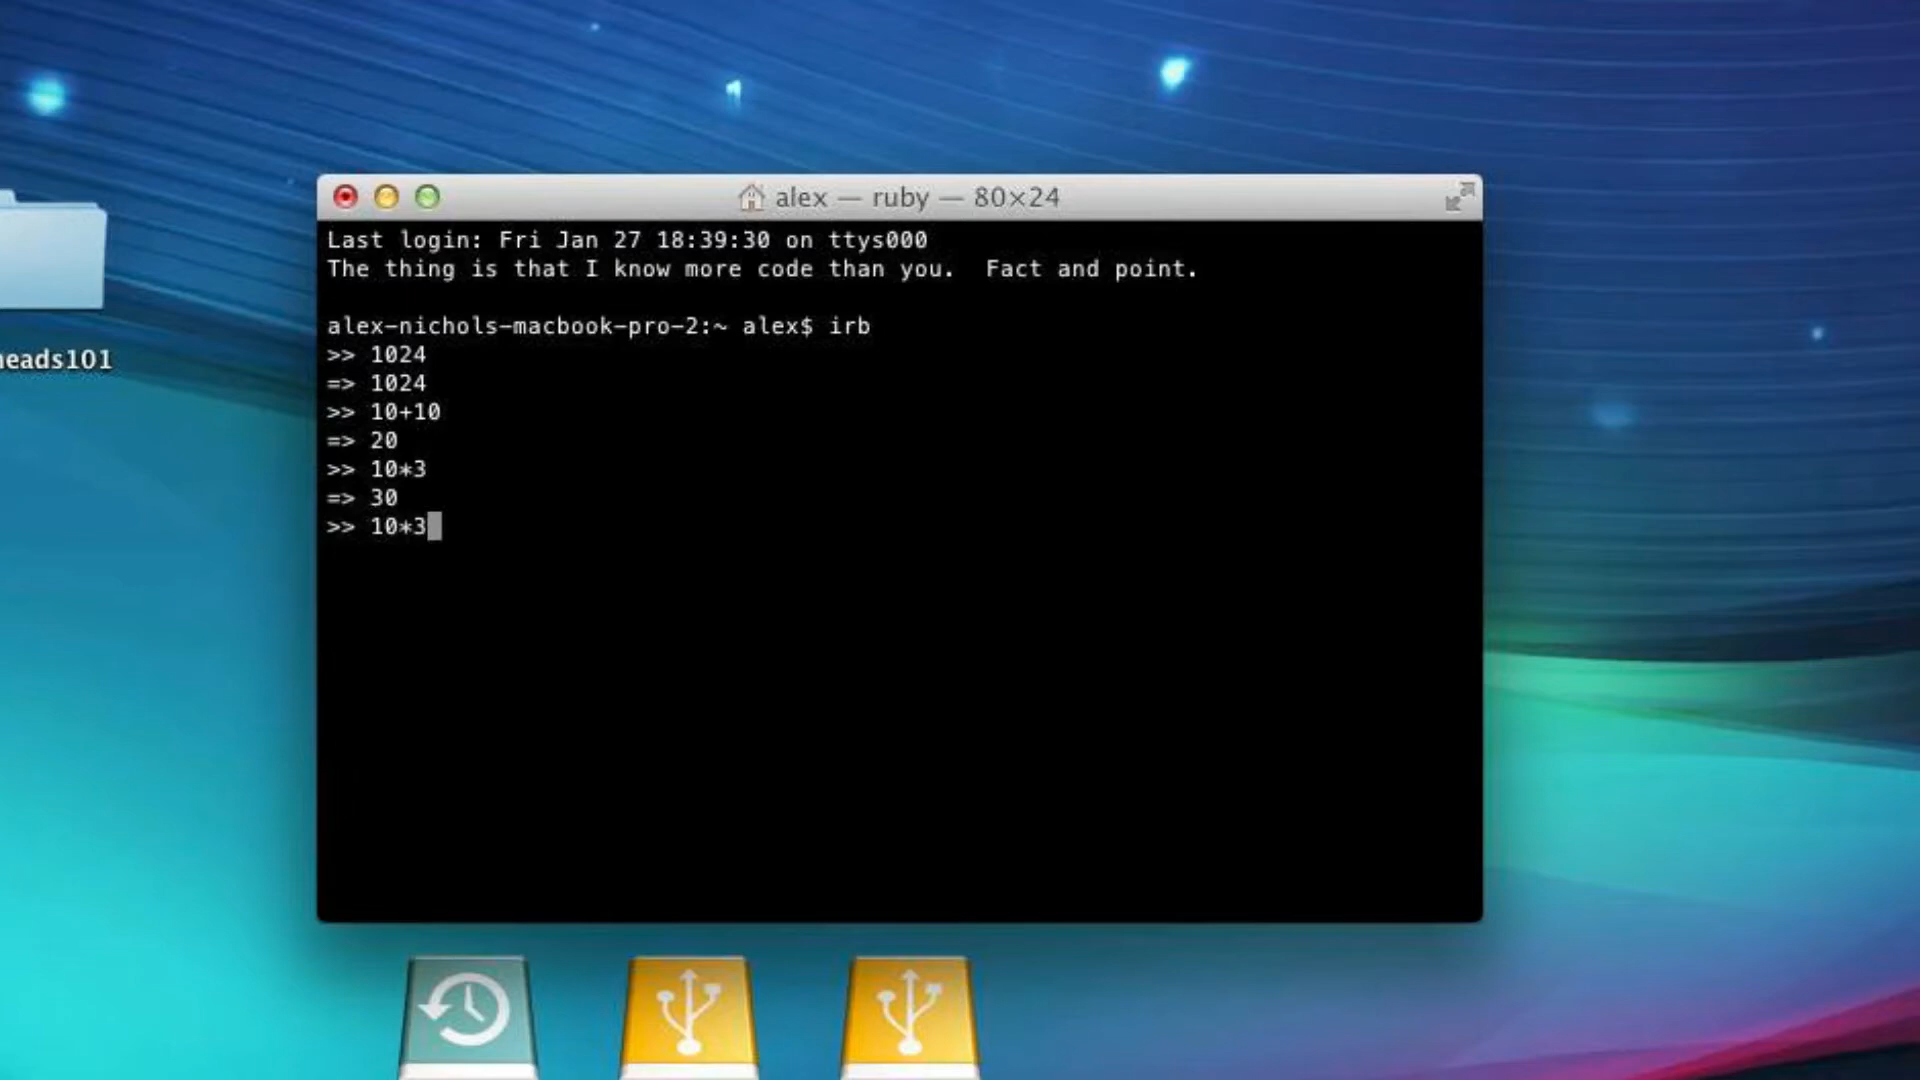 alex — ruby — 80×24
Last login: Fri Jan 27 18:39:30 on ttys000
The thing is that I know more code than you.  Fact and point.
alex-nichols-macbook-pro-2:~ alex$ irb
>> 1024
=> 1024
>> 10+10
=> 20
>> 10*3
=> 30
>> 10*3
eads101